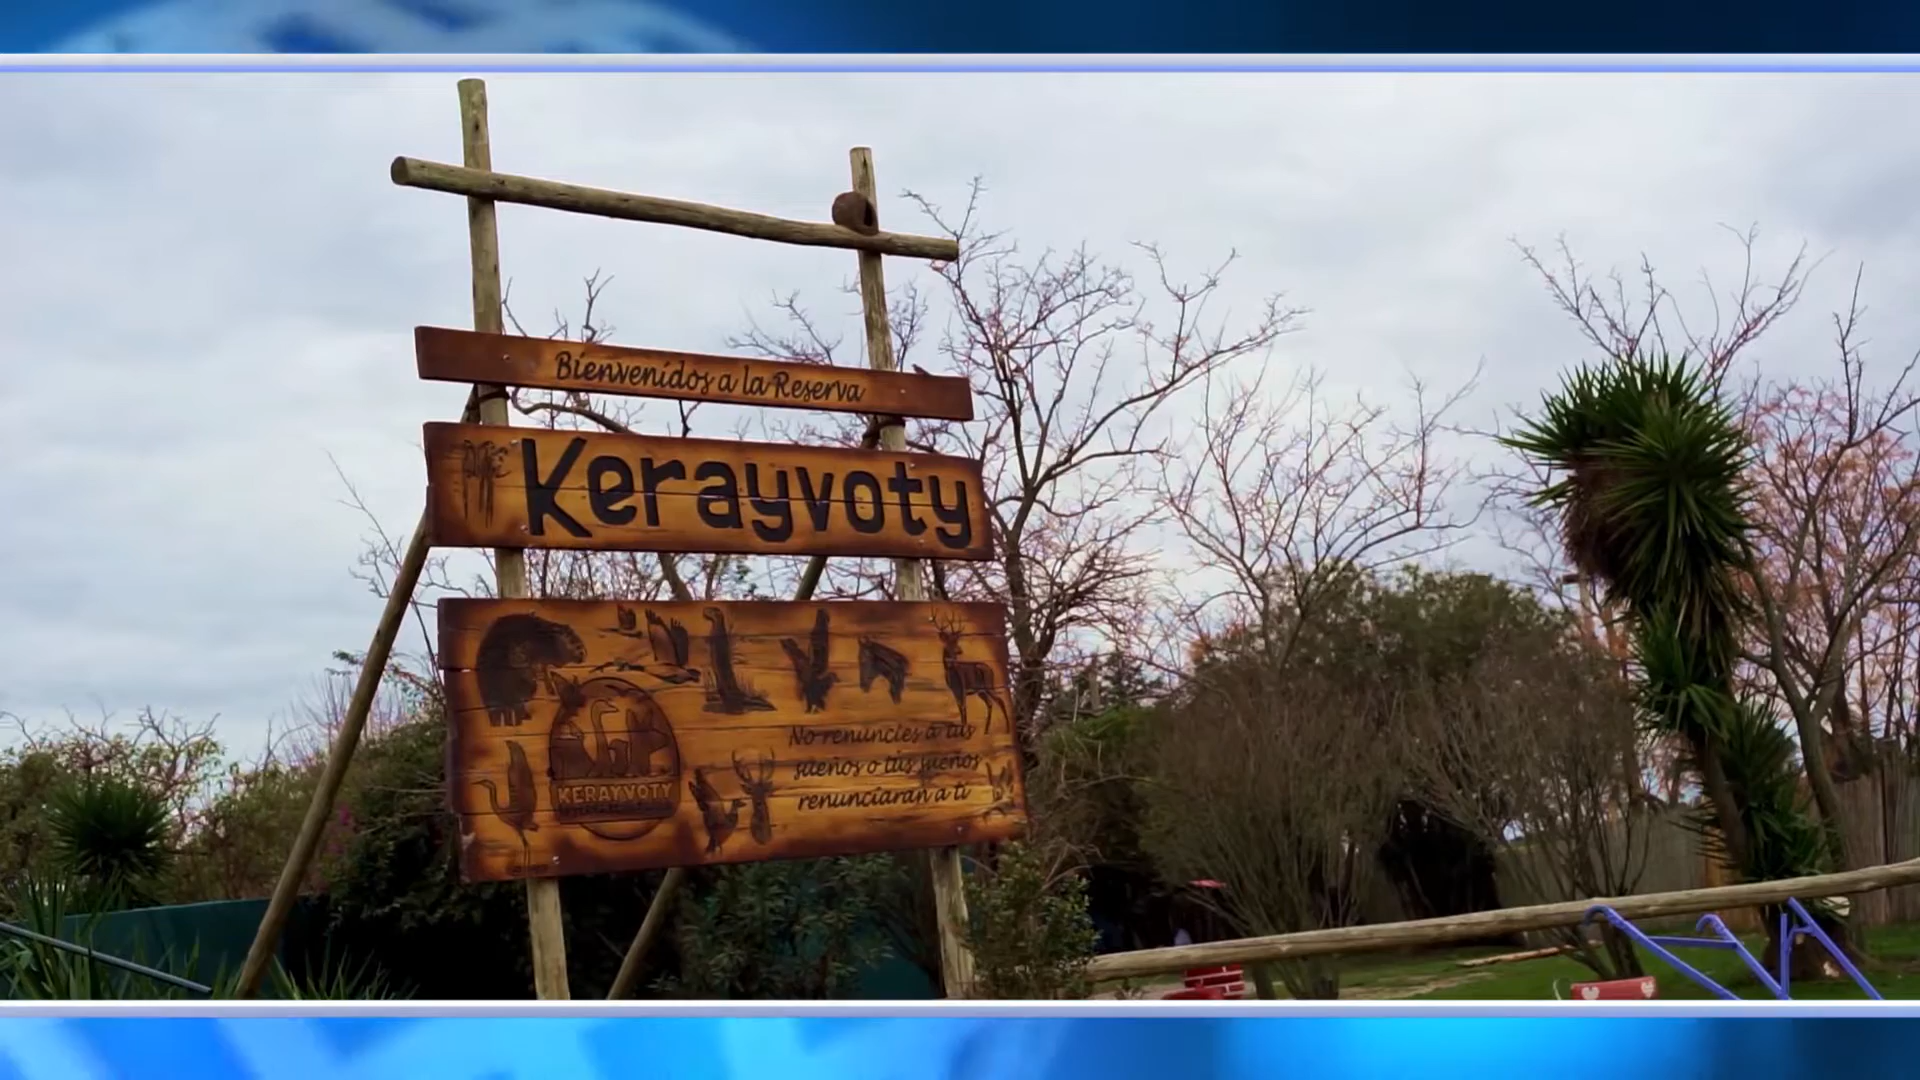 Bienvenidos a la Reserva
Kerayvoty
No renuncies a tus
sueños o tus sueños
renunciaran a ti
KERAYVOTY